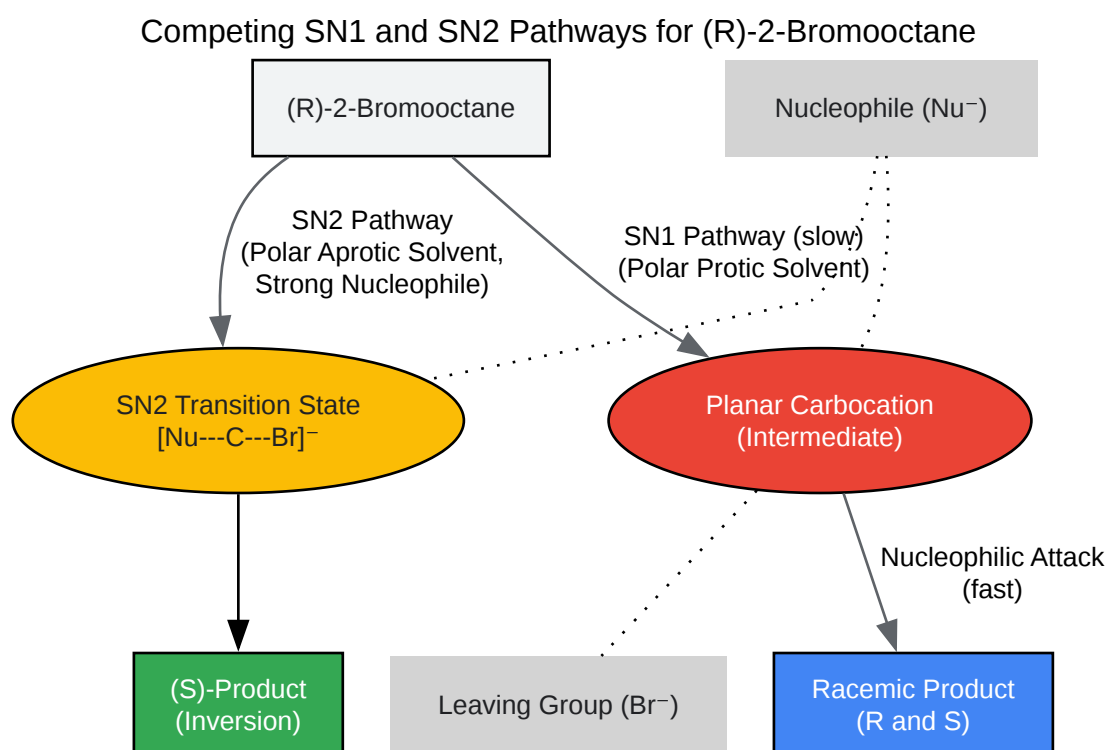 Competing SN1 and SN2 Pathways for (R)-2-Bromooctane
(R)-2-Bromooctane
Nucleophile (Nu⁻)
SN2 Pathway
(Polar Aprotic Solvent,
Strong Nucleophile)
SN1 Pathway (slow)
(Polar Protic Solvent)
SN2 Transition State
[Nu---C---Br]⁻
Planar Carbocation
(Intermediate)
Nucleophilic Attack
(fast)
(S)-Product
(Inversion)
Leaving Group (Br⁻)
Racemic Product
(R and S)